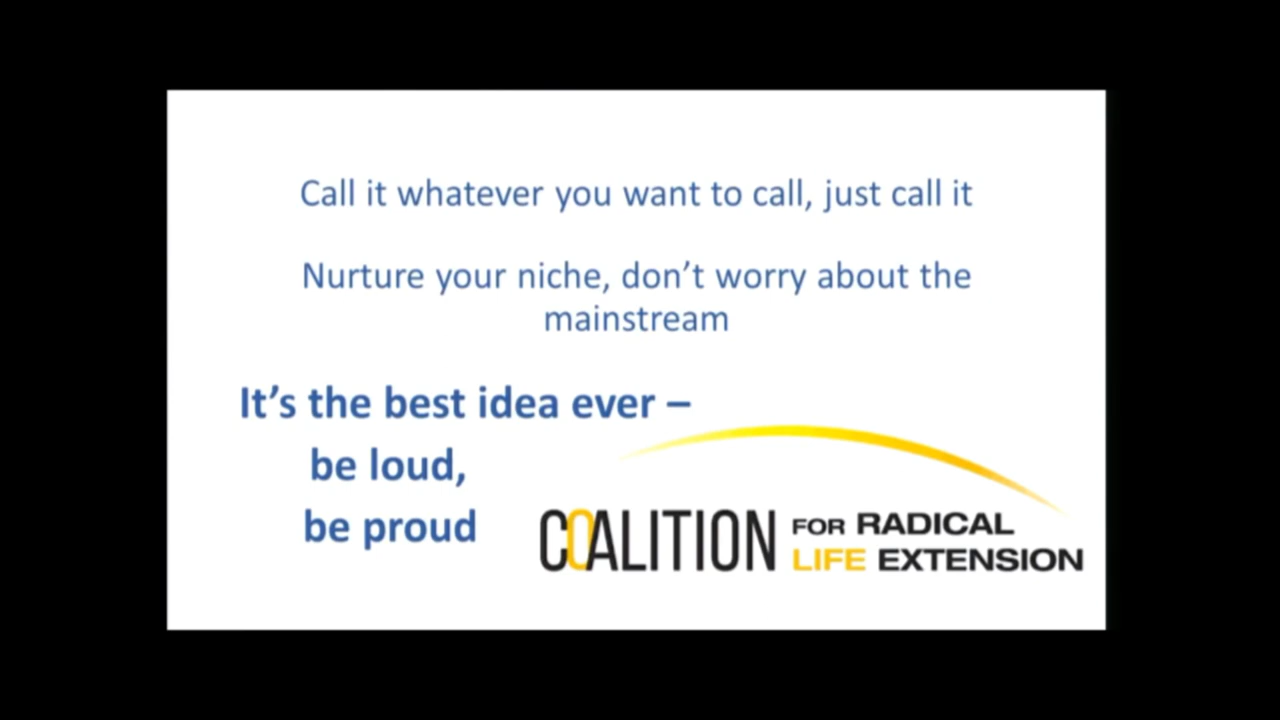 Call it whatever you want to call, just call it
Nurture your niche, don't worry about the
mainstream
It's the best idea ever –
be loud,
be proud
COALITION FOR RADICAL
LIFE EXTENSION